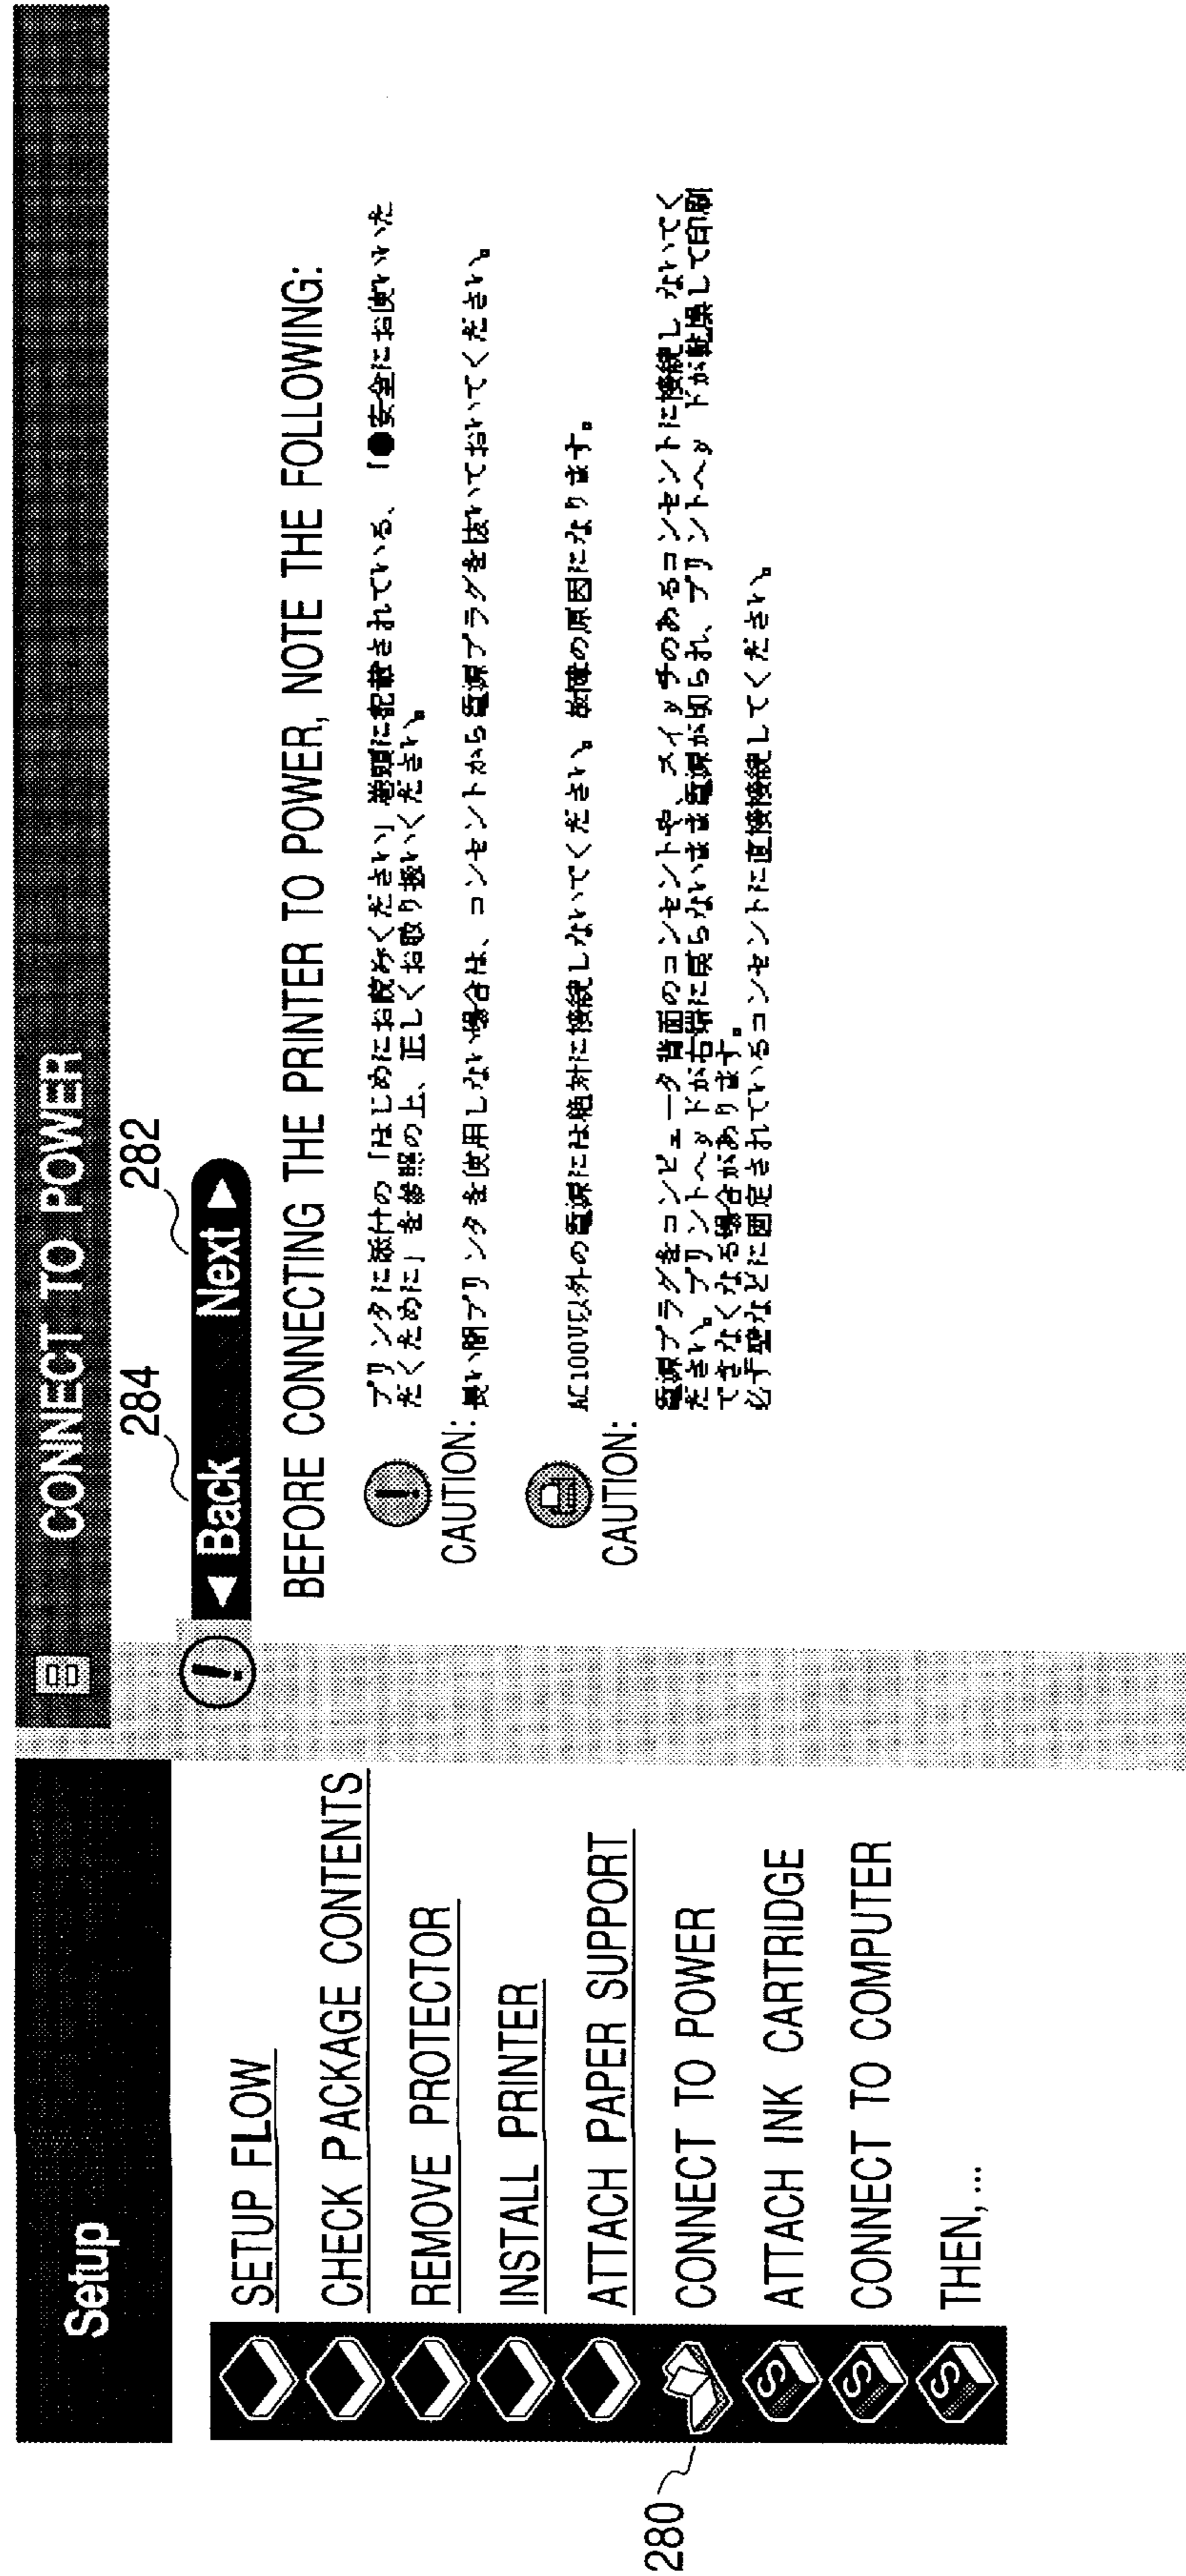 Setup
SETUP FLOW
CHECK PACKAGE CONTENTS
REMOVE PROTECTOR
INSTALL PRINTER
ATTACH PAPER SUPPORT
280
CONNECT TO POWER
S ATTACH INK CARTRIDGE
S CONNECT TO COMPUTER
S THEN,...
CONNECT TO POWER
284
282
! ◀ Back Next ▶
BEFORE CONNECTING THE PRINTER TO POWER, NOTE THE FOLLOWING:
!
CAUTION:
プリンタに添付の「はじめにお読みください」巻頭に記載されている、「●安全にお使いいた
だくために」を参照の上、正しくお取り扱いください。
長い間プリンタを使用しない場合は、コンセントから電源プラグを抜いておいてください。
CAUTION:
AC100V以外の電源には絶対に接続しないでください。故障の原因になります。
電源プラグをコンピュータ背面のコンセントや、スイッチのあるコンセントに接続しないでく
ださい。プリントヘッドが右端に戻らないまま電源が切られ、プリントヘッドが乾燥して印刷
できなくなる場合があります。
必ず壁などに固定されているコンセントに直接接続してください。